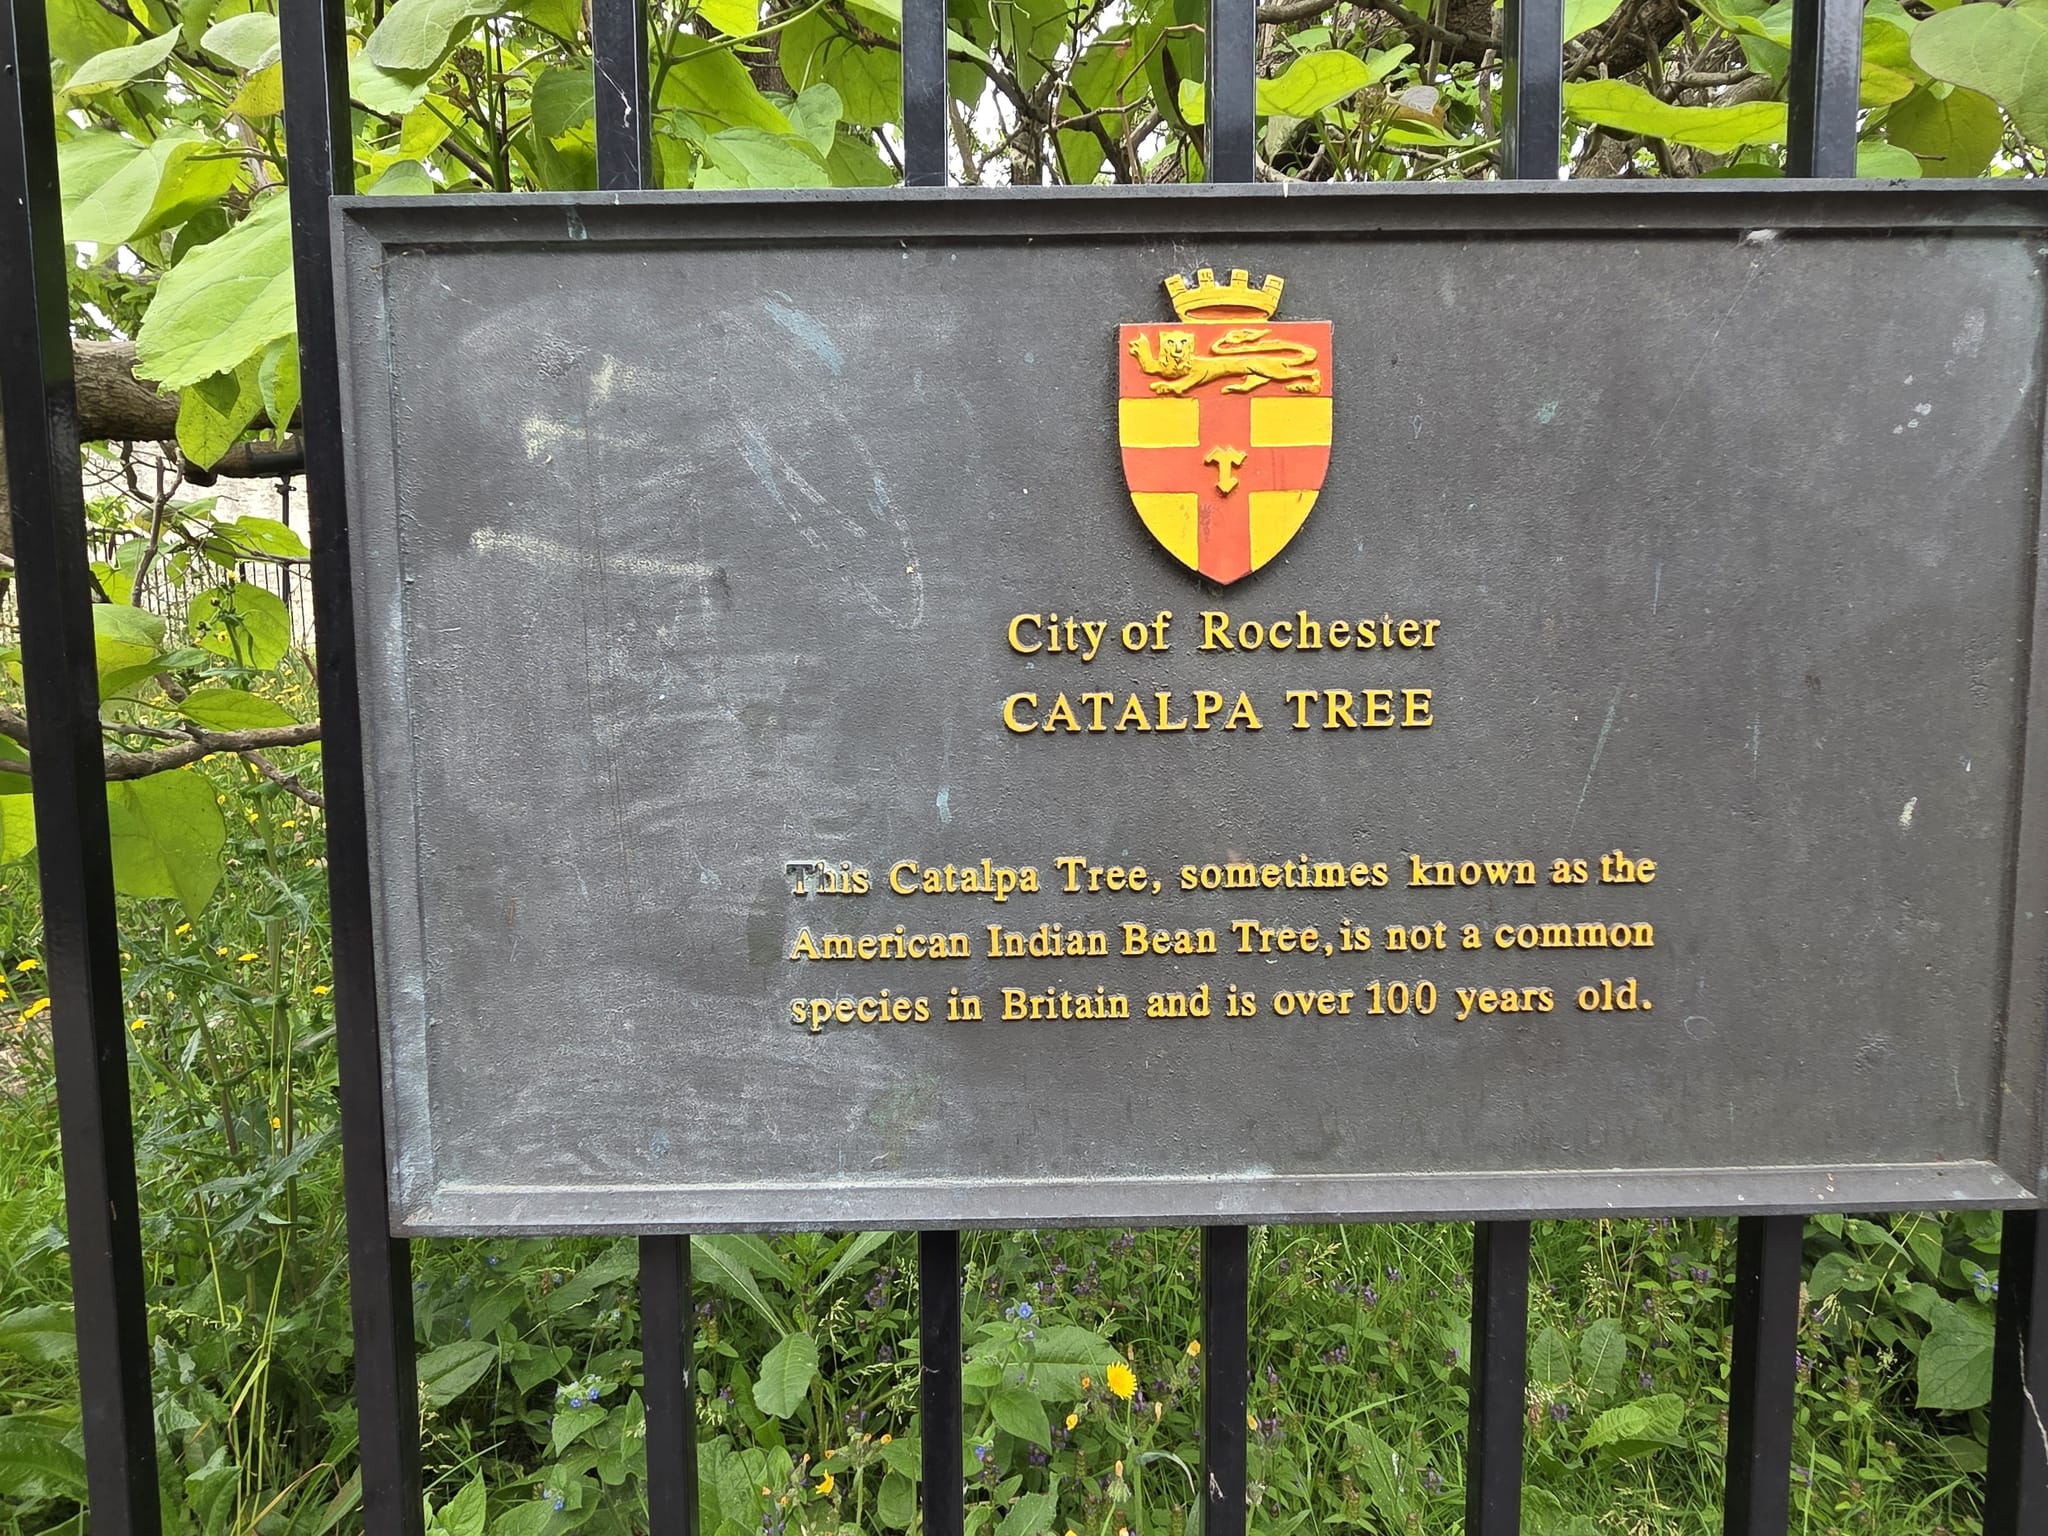 City of Rochester
CATALPA TREE
This Catalpa Tree, sometimes known as the
American Indian Bean Tree, is not a common
species in Britain and is over 100 years old.